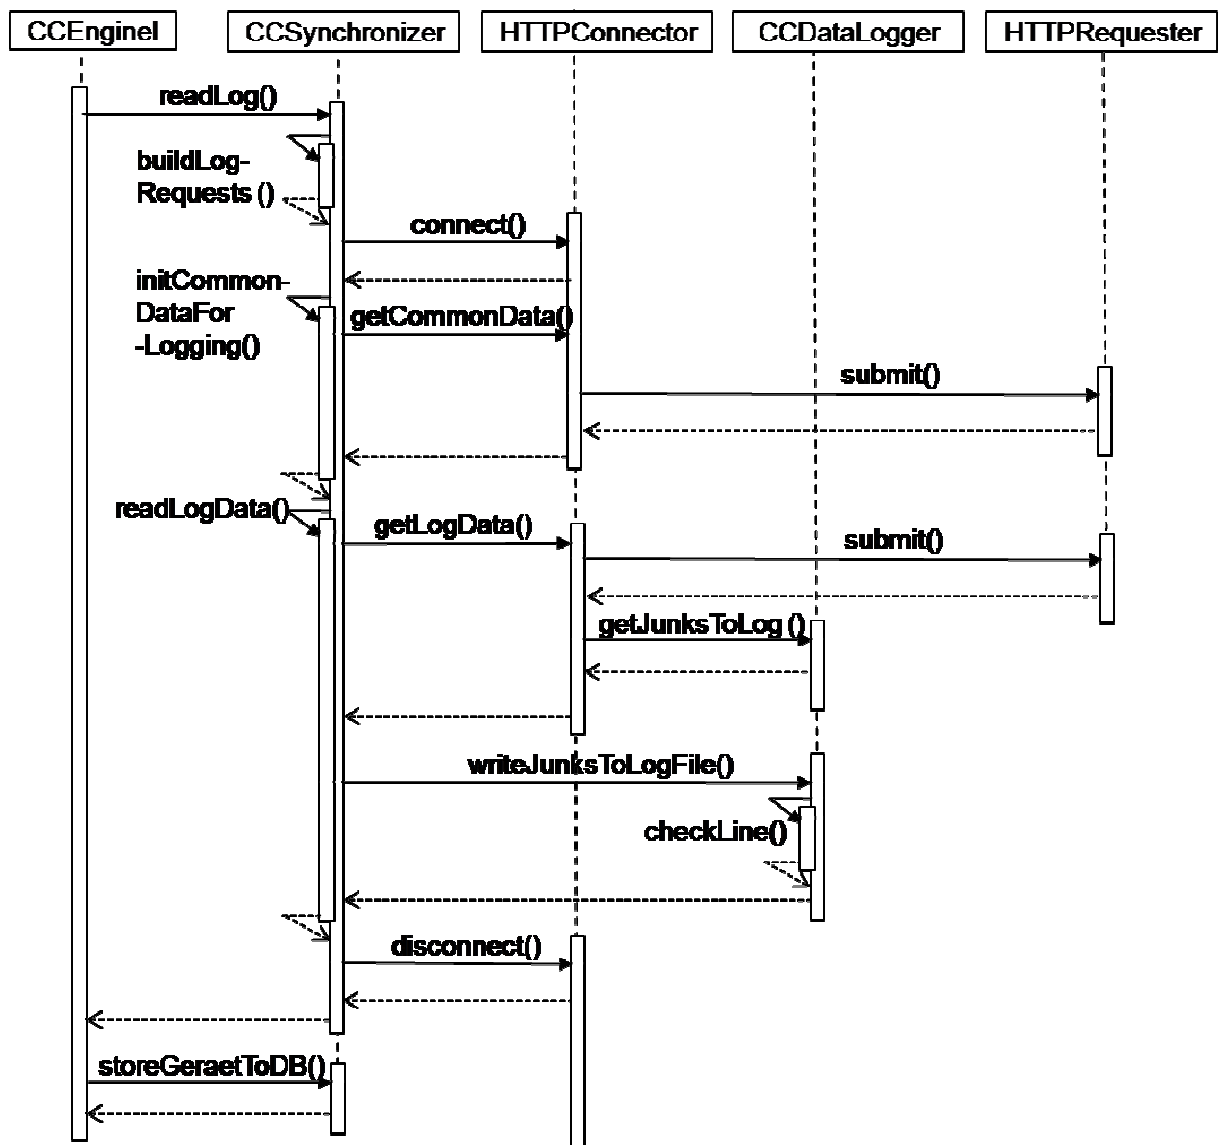 CCEnginel
CCSynchronizer
HTTPConnector
CCDataLogger
HTTPRequester
readLog()
buildLog-
Requests ()
connect()
initCommon-
DataFor
-Logging()
getCommonData()
submit()
readLogData()
getLogData()
submit()
getJunksToLog ()
writeJunksToLogFile()
checkLine()
disconnect()
storeGeraetToDB()